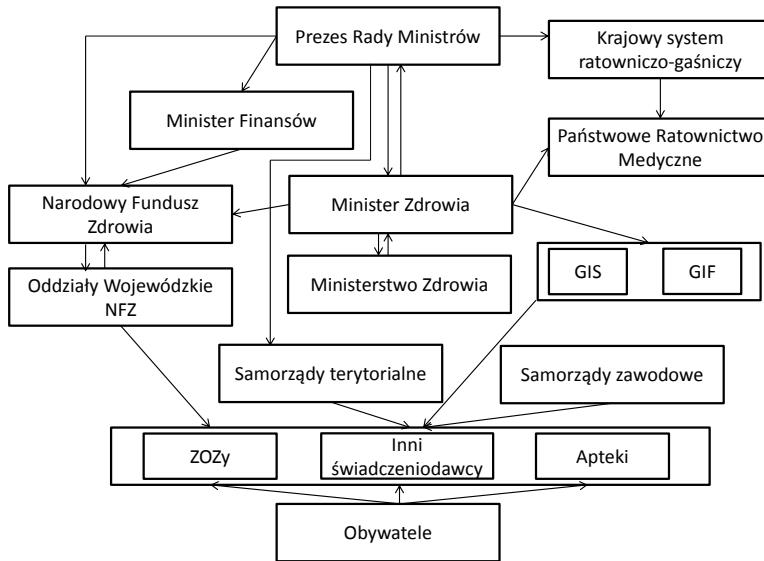 Prezes Rady Ministrów
Krajowy system
ratowniczo-gaśniczy
Minister Finansów
Państwowe Ratownictwo
Medyczne
Narodowy Fundusz
Zdrowia
Minister Zdrowia
GIS
GIF
Oddziały Wojewódzkie
NFZ
Ministerstwo Zdrowia
Samorządy terytorialne
Samorządy zawodowe
ZOZy
Inni
świadczeniodawcy
Apteki
Obywatele